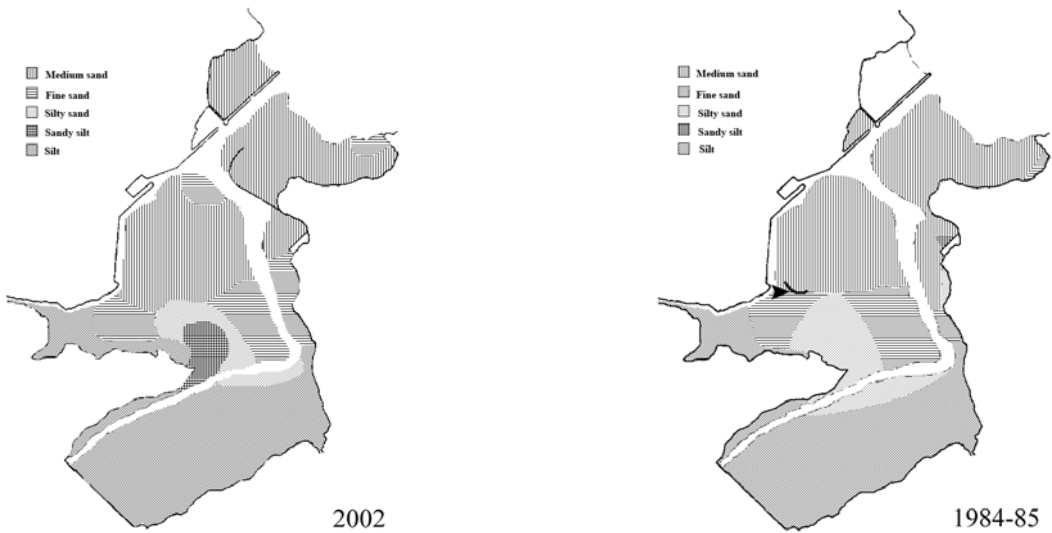 Medium sand
Fine sand
Silty sand
Sandy silt
Silt
2002
Medium sand
Fine sand
Silty sand
Sandy silt
Silt
1984-85